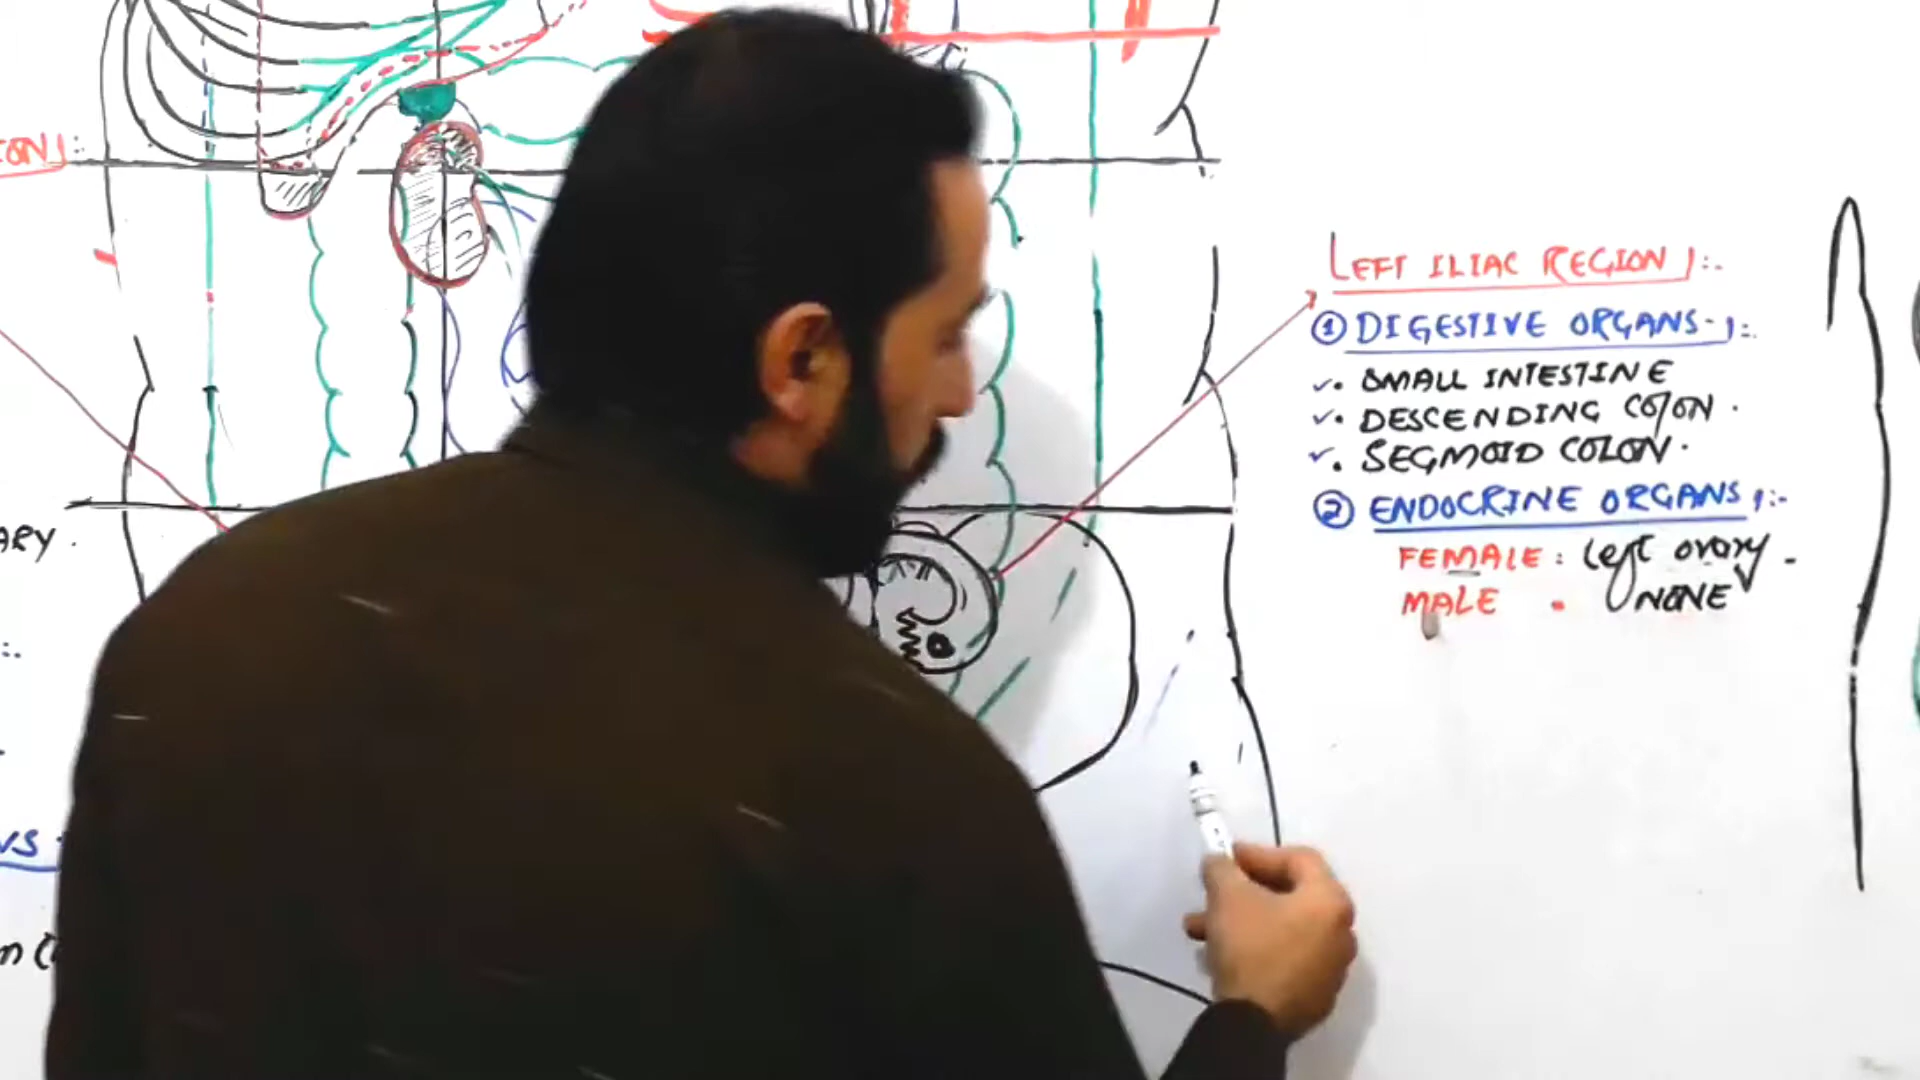 LEFT ILIAC REGION :-
① DIGESTIVE ORGANS :-
• SMALL INTESTINE
• DESCENDING COLON .
• SEGMOID COLON .
② ENDOCRINE ORGANS :-
FEMALE : Left ovary -
MALE . NONE